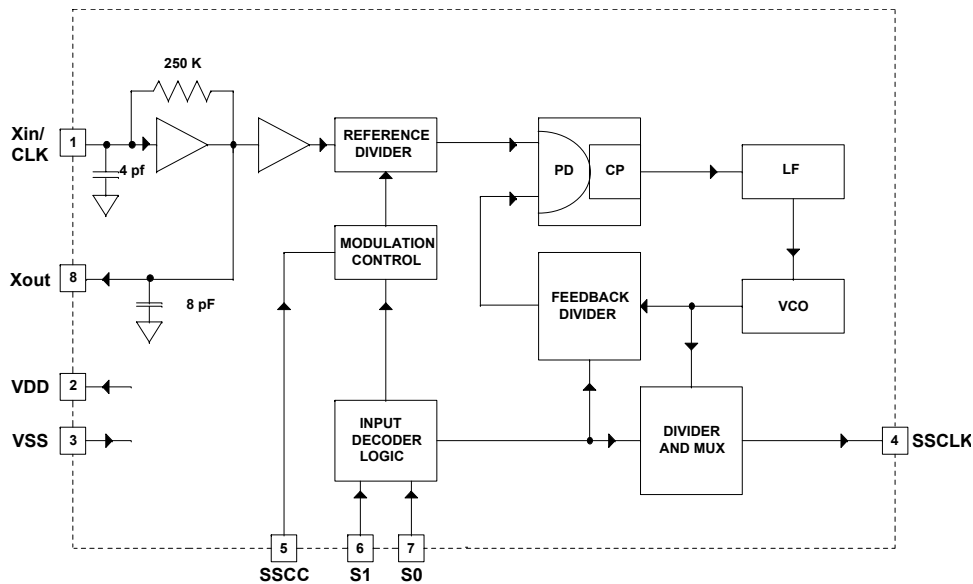 250 K
Xin/
CLK
1
4 pf
REFERENCE
DIVIDER
PD
CP
LF
MODULATION
CONTROL
Xout
8
8 pF
FEEDBACK
DIVIDER
VCO
VDD
2
VSS
3
INPUT
DECODER
LOGIC
DIVIDER
AND MUX
4
SSCLK
5
6
7
SSCC
S1
S0